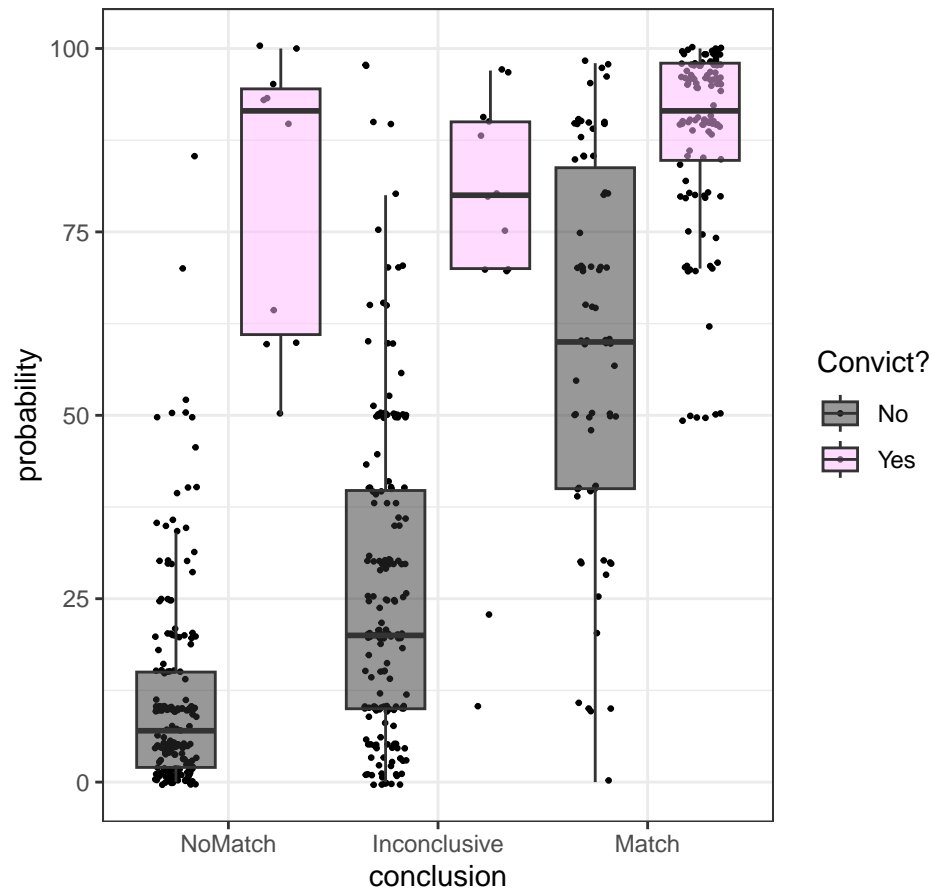 100
75
50
25
0
probability
NoMatch
Inconclusive
Match
conclusion
Convict?
No
Yes